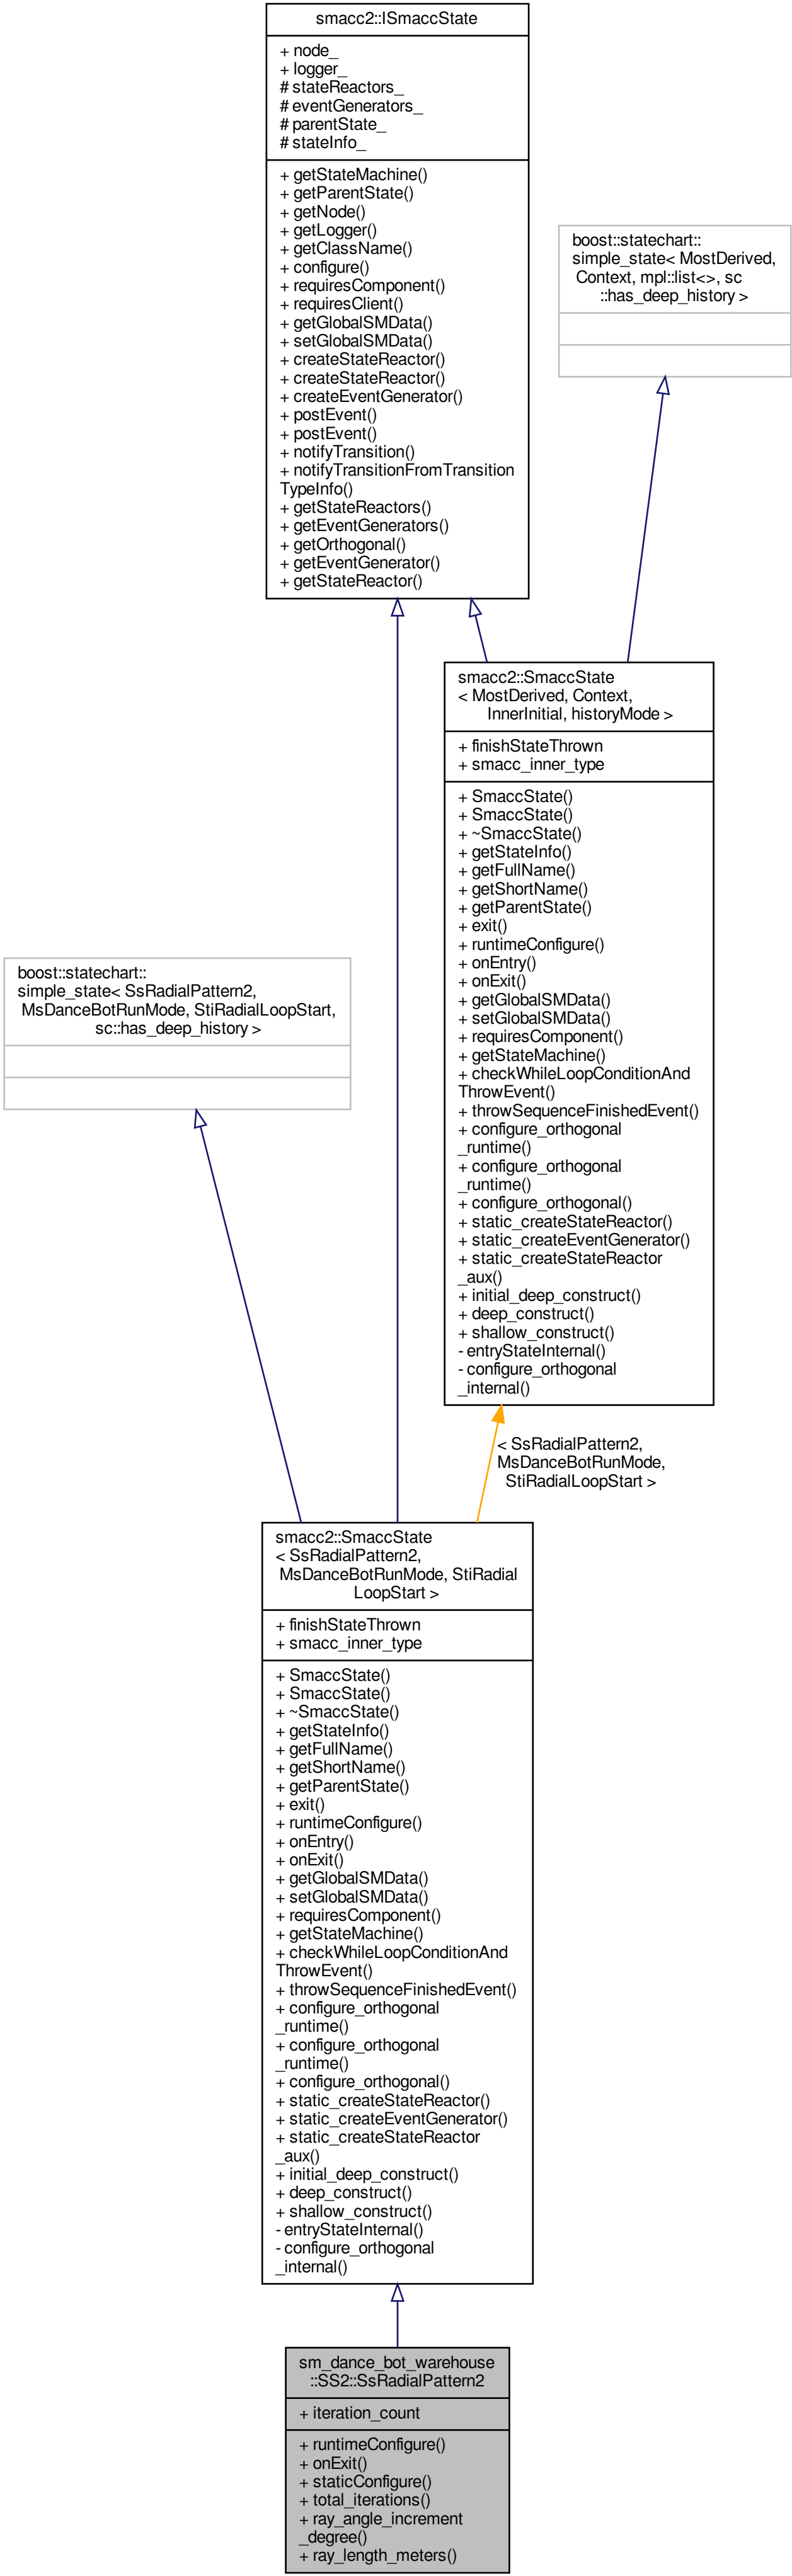 smacc2::ISmaccState
+ node_
+ logger_
# stateReactors_
# eventGenerators_
# parentState_
# stateInfo_
+ getStateMachine()
+ getParentState()
+ getNode()
+ getLogger()
+ getClassName()
+ configure()
+ requiresComponent()
+ requiresClient()
+ getGlobalSMData()
+ setGlobalSMData()
+ createStateReactor()
+ createStateReactor()
+ createEventGenerator()
+ postEvent()
+ postEvent()
+ notifyTransition()
+ notifyTransitionFromTransition
TypeInfo()
+ getStateReactors()
+ getEventGenerators()
+ getOrthogonal()
+ getEventGenerator()
+ getStateReactor()
boost::statechart::
simple_state< MostDerived,
Context, mpl::list<>, sc
::has_deep_history >
smacc2::SmaccState
< MostDerived, Context,
InnerInitial, historyMode >
+ finishStateThrown
+ smacc_inner_type
+ SmaccState()
+ SmaccState()
+ ~SmaccState()
+ getStateInfo()
+ getFullName()
+ getShortName()
+ getParentState()
+ exit()
+ runtimeConfigure()
+ onEntry()
+ onExit()
+ getGlobalSMData()
+ setGlobalSMData()
+ requiresComponent()
+ getStateMachine()
+ checkWhileLoopConditionAnd
ThrowEvent()
+ throwSequenceFinishedEvent()
+ configure_orthogonal
_runtime()
+ configure_orthogonal
_runtime()
+ configure_orthogonal()
+ static_createStateReactor()
+ static_createEventGenerator()
+ static_createStateReactor
_aux()
+ initial_deep_construct()
+ deep_construct()
+ shallow_construct()
- entryStateInternal()
- configure_orthogonal
_internal()
boost::statechart::
simple_state< SsRadialPattern2,
MsDanceBotRunMode, StiRadialLoopStart,
sc::has_deep_history >
< SsRadialPattern2,
MsDanceBotRunMode,
StiRadialLoopStart >
smacc2::SmaccState
< SsRadialPattern2,
MsDanceBotRunMode, StiRadial
LoopStart >
+ finishStateThrown
+ smacc_inner_type
+ SmaccState()
+ SmaccState()
+ ~SmaccState()
+ getStateInfo()
+ getFullName()
+ getShortName()
+ getParentState()
+ exit()
+ runtimeConfigure()
+ onEntry()
+ onExit()
+ getGlobalSMData()
+ setGlobalSMData()
+ requiresComponent()
+ getStateMachine()
+ checkWhileLoopConditionAnd
ThrowEvent()
+ throwSequenceFinishedEvent()
+ configure_orthogonal
_runtime()
+ configure_orthogonal
_runtime()
+ configure_orthogonal()
+ static_createStateReactor()
+ static_createEventGenerator()
+ static_createStateReactor
_aux()
+ initial_deep_construct()
+ deep_construct()
+ shallow_construct()
- entryStateInternal()
- configure_orthogonal
_internal()
sm_dance_bot_warehouse
::SS2::SsRadialPattern2
+ iteration_count
+ runtimeConfigure()
+ onExit()
+ staticConfigure()
+ total_iterations()
+ ray_angle_increment
_degree()
+ ray_length_meters()